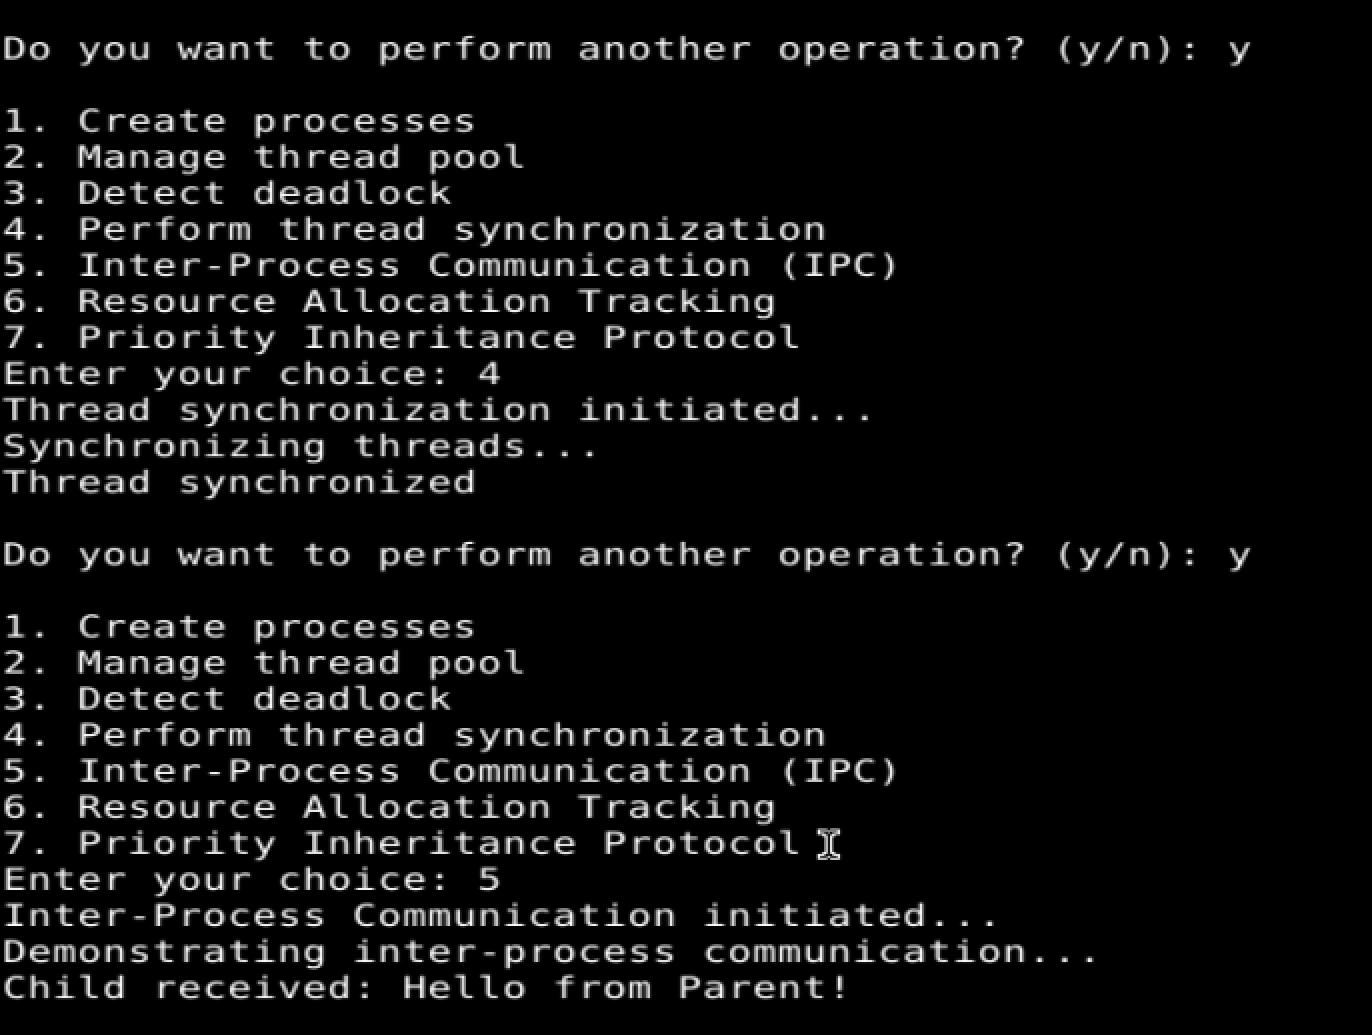 Do you want to perform another operation? (y/n): y
1. Create processes
2. Manage thread pool
3. Detect deadlock
4. Perform thread synchronization
5. Inter-Process Communication (IPC)
6. Resource Allocation Tracking
7. Priority Inheritance Protocol
Enter your choice: 4
Thread synchronization initiated...
Synchronizing threads...
Thread synchronized
Do you want to perform another operation? (y/n): y
1. Create processes
2. Manage thread pool
3. Detect deadlock
4. Perform thread synchronization
5. Inter-Process Communication (IPC)
6. Resource Allocation Tracking
7. Priority Inheritance Protocol
Enter your choice: 5
Inter-Process Communication initiated...
Demonstrating inter-process communication...
Child received: Hello from Parent!